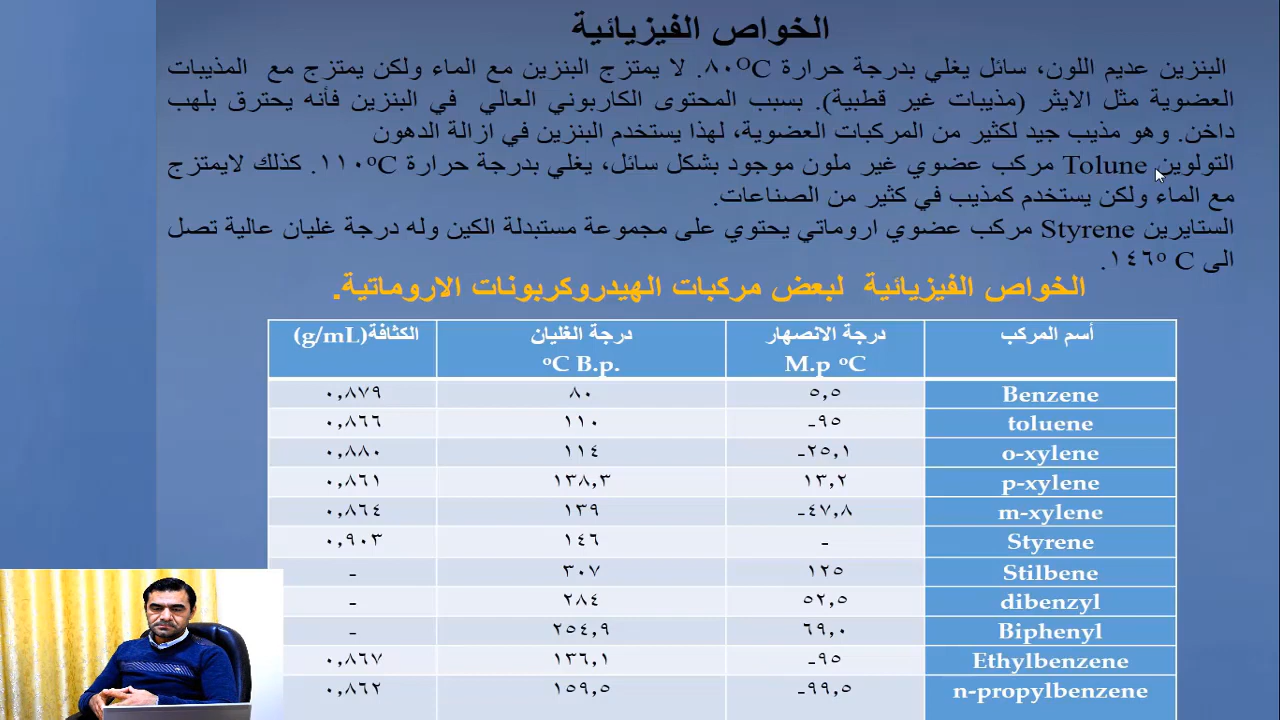 الخواص الفيزيائية
البنزين عديم اللون، سائل يغلي بدرجة حرارة ٨٠ᴼC. لا يمتزج البنزين مع الماء ولكن يمتزج مع المذيبات
العضوية مثل الايثر (مذيبات غير قطبية). بسبب المحتوى الكاربوني العالي في البنزين فأنه يحترق بلهب
داخن. وهو مذيب جيد لكثير من المركبات العضوية، لهذا يستخدم البنزين في ازالة الدهون
التولوين Tolune مركب عضوي غير ملون موجود بشكل سائل، يغلي بدرجة حرارة ١١٠ᵒC. كذلك لايمتزج
مع الماء ولكن يستخدم كمذيب في كثير من الصناعات.
الستايرين Styrene مركب عضوي اروماتي يحتوي على مجموعة مستبدلة الكين وله درجة غليان عالية تصل
الى ١٤٦ᵒ C.
الخواص الفيزيائية لبعض مركبات الهيدروكربونات الاروماتية.
أسم المركب درجة الانصهار درجة الغليان الكثافة(g/mL)
M.p ᵒC ᵒC B.p.
Benzene ٥,٥ ٨٠ ٠,٨٧٩
toluene -٩٥ ١١٠ ٠,٨٦٦
o-xylene -٢٥,١ ١١٤ ٠,٨٨٠
p-xylene ١٣,٢ ١٣٨,٣ ٠,٨٦١
m-xylene -٤٧,٨ ١٣٩ ٠,٨٦٤
Styrene - ١٤٦ ٠,٩٠٣
Stilbene ١٢٥ ٣٠٧ -
dibenzyl ٥٢,٥ ٢٨٤ -
Biphenyl ٦٩,٠ ٢٥٤,٩ -
Ethylbenzene -٩٥ ١٣٦,١ ٠,٨٦٧
n-propylbenzene -٩٩,٥ ١٥٩,٥ ٠,٨٦٢